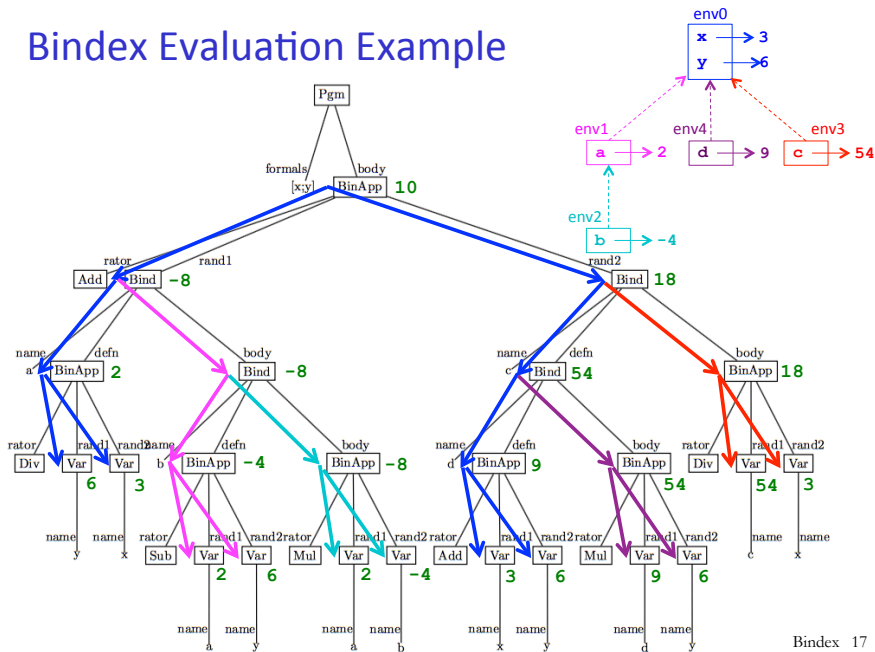 Bindex Evaluation Example
env0
x 3
y 6
env1 env4 env3
a 2 d 9 c 54
env2
b -4
Pgm
formals body
[x;y] BinApp 10
rator rand1 rand2
Add Bind -8 Bind 18
name defn body name defn body
a BinApp 2 Bind -8 c Bind 54 BinApp 18
rator rand1 rand2 name defn body name defn body rator rand1 rand2
Div Var Var b BinApp -4 BinApp -8 d BinApp 9 BinApp 54 Div Var Var
6 3 54 3
name name rator rand1 rand2 rator rand1 rand2 rator rand1 rand2 rator rand1 rand2 name name
y x Sub Var Var Mul Var Var Add Var Var Mul Var Var c x
2 6 2 -4 3 6 9 6
name name name name name name name name
a y a b x y d y
Bindex 17